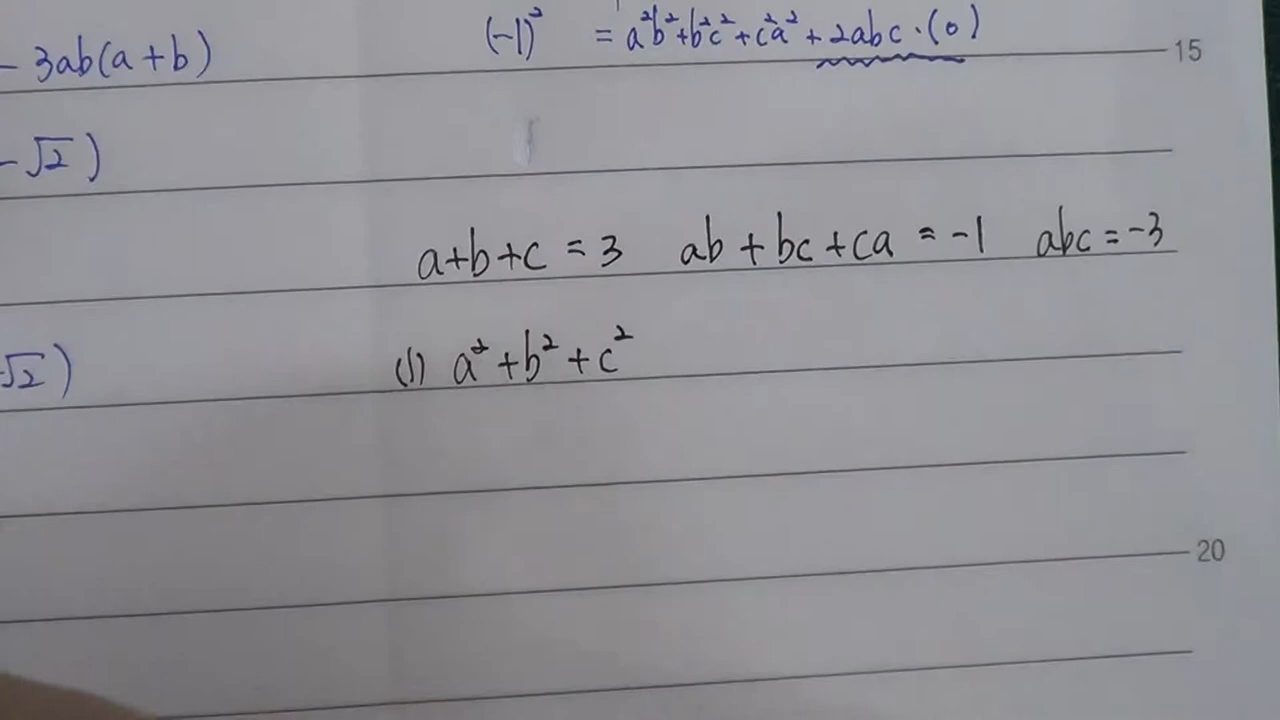 - 3ab(a+b)
(-1)² = a²b²+b²c²+c²a²+2abc·(0)
15
-√2)
a+b+c = 3 ab + bc + ca = -1 abc = -3
√2)
(1) a²+b²+c²
20